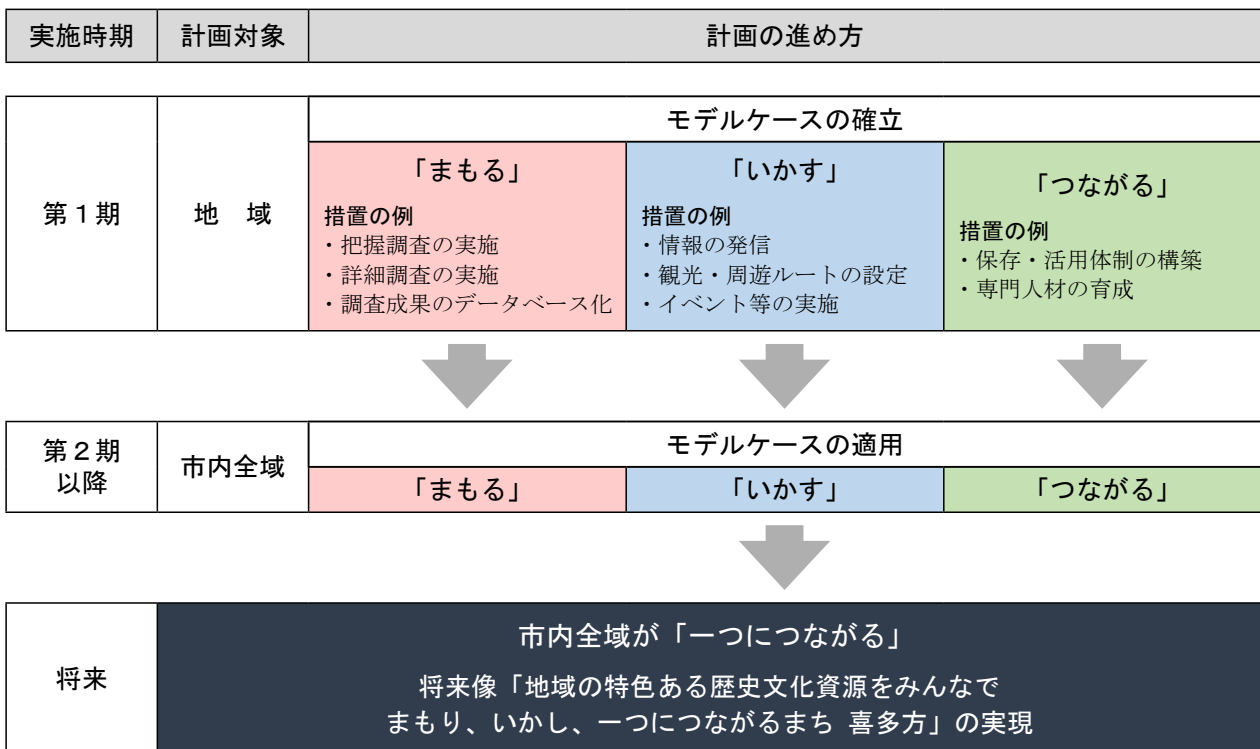 実施時期
計画対象
計画の進め方
第１期
地　域
モデルケースの確立
「まもる」
措置の例
・把握調査の実施
・詳細調査の実施
・調査成果のデータベース化
「いかす」
措置の例
・情報の発信
・観光・周遊ルートの設定
・イベント等の実施
「つながる」
措置の例
・保存・活用体制の構築
・専門人材の育成
第２期
以降
市内全域
モデルケースの適用
「まもる」
「いかす」
「つながる」
将来
市内全域が「一つにつながる」
将来像「地域の特色ある歴史文化資源をみんなで
まもり、いかし、一つにつながるまち 喜多方」の実現